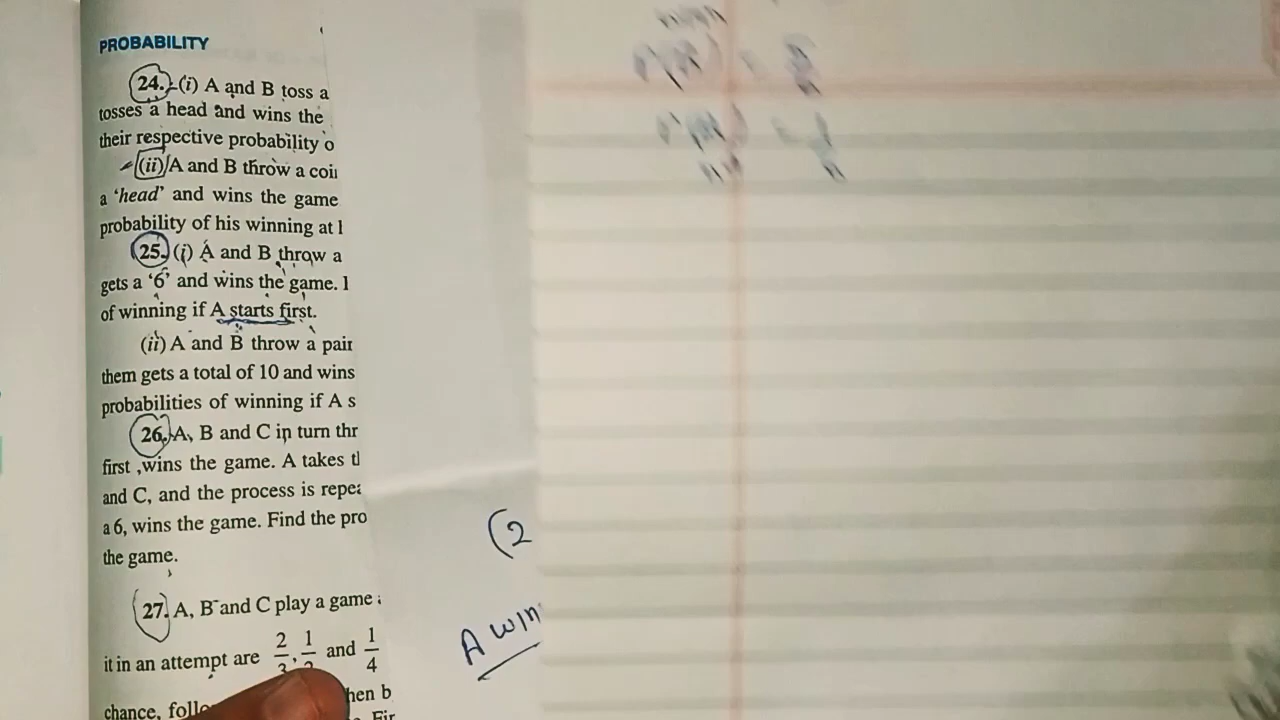 PROBABILITY
24. (i) A and B toss a
tosses a head and wins the
their respective probability o
(ii) A and B throw a coi
a ‘head’ and wins the game
probability of his winning at
25. (i) A and B throw a
gets a ‘6’ and wins the game.
of winning if A starts first.
(ii) A and B throw a pair
them gets a total of 10 and wins
probabilities of winning if A s
26. A, B and C in turn thr
first, wins the game. A takes t
and C, and the process is repe
a 6, wins the game. Find the pro
the game.
(2
27. A, B and C play a game
A win
it in an attempt are 2/3, 1/ and 1/4
chance, follo hen b
Fir